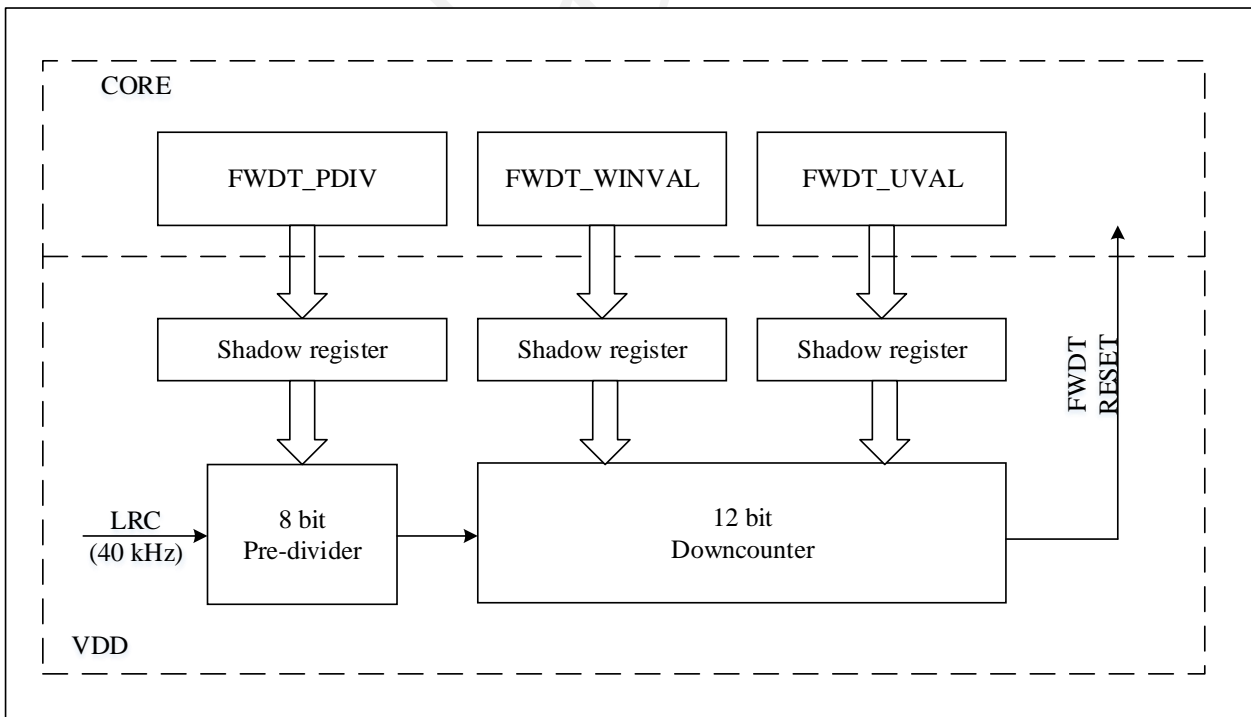 CORE
FWDT_PDIV
FWDT_WINVAL
FWDT_UVAL
Shadow register
Shadow register
Shadow register
FWDT
RESET
LRC
(40 kHz)
8 bit
Pre-divider
12 bit
Downcounter
VDD